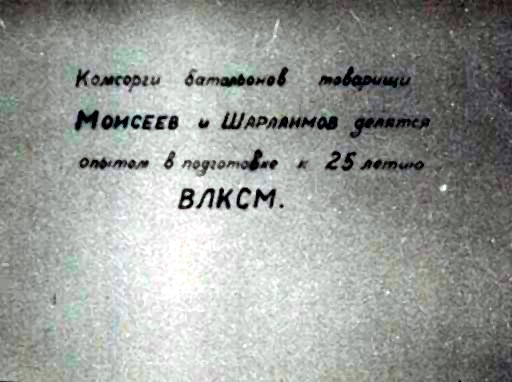 Комсорги батальонов товарищи
МОИСЕЕВ и ШАРЛАИМОВ делятся
опытом в подготовке к 25 летию
ВЛКСМ.